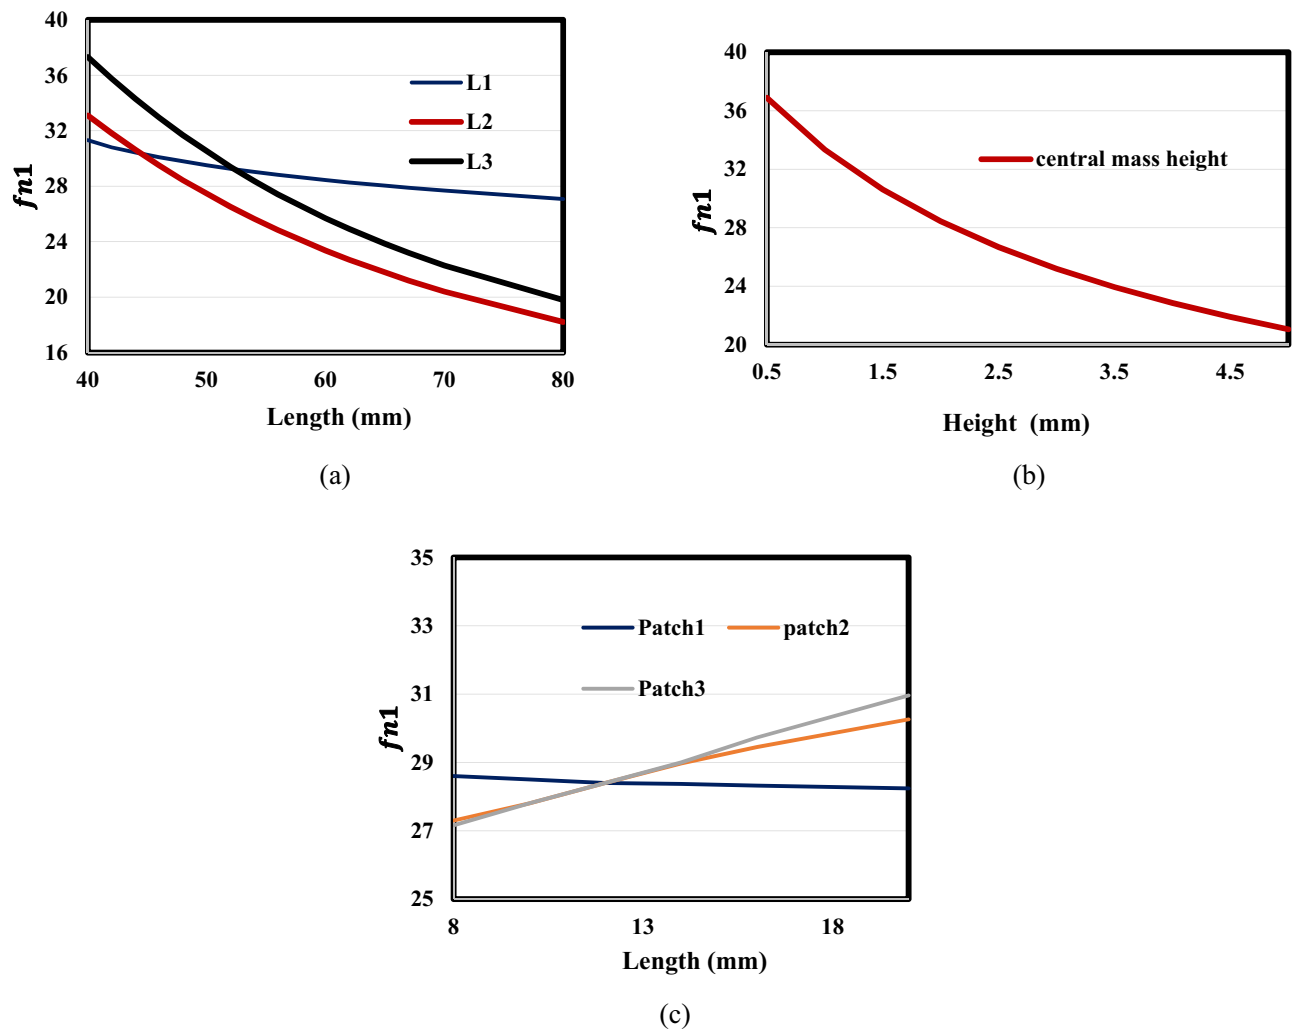 40
36
32
28
24
20
16
fn1
L1
L2
L3
40 50 60 70 80
Length (mm)
(a)
40
36
32
28
24
20
fn1
central mass height
0.5 1.5 2.5 3.5 4.5
Height (mm)
(b)
35
33
31
29
27
25
fn1
Patch1 patch2
Patch3
8 13 18
Length (mm)
(c)